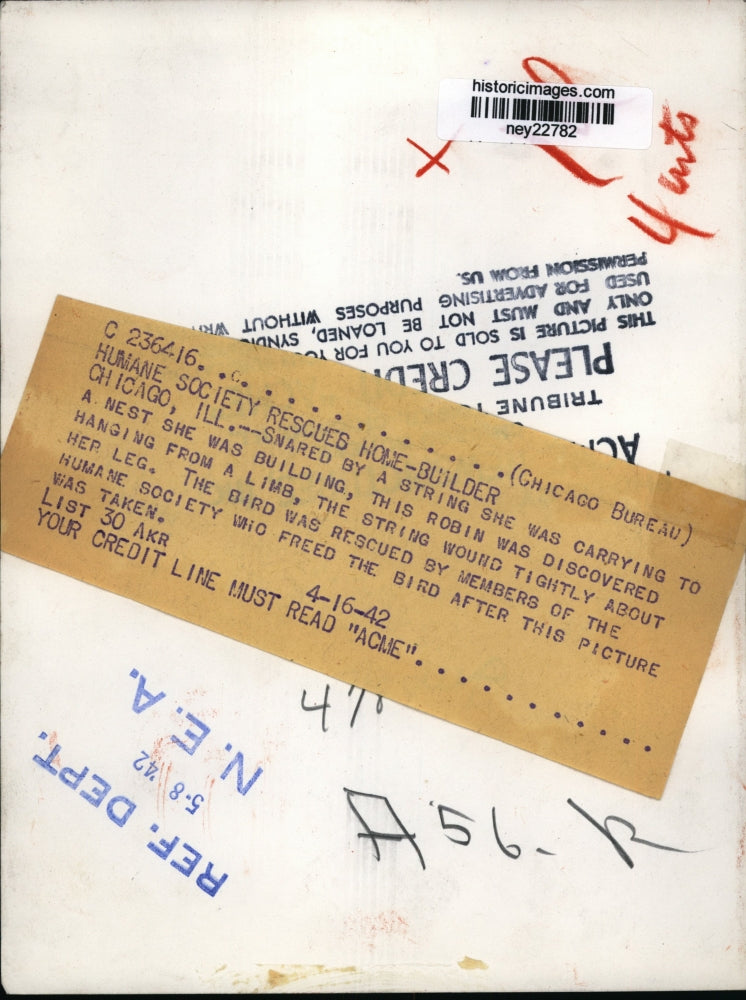 historicimages.com
ney22782
X
4 cuts
PERMISSION FROM US.
USED FOR ADVERTISING PURPOSES WITHOUT
ONLY AND MUST NOT BE LOANED,
THIS PICTURE IS SOLD TO YOU FOR
PLEASE
TRIBUNE
C 236416. . . . . . . . . . . . . . (CHICAGO BUREAU)
HUMANE SOCIETY RESCUES HOME-BUILDER
CHICAGO, ILL.--SNARED BY A STRING SHE WAS CARRYING TO
A NEST SHE WAS BUILDING, THIS ROBIN WAS DISCOVERED
HANGING FROM A LIMB, THE STRING WOUND TIGHTLY ABOUT
HER LEG. THE BIRD WAS RESCUED BY MEMBERS OF THE
HUMANE SOCIETY WHO FREED THE BIRD AFTER THIS PICTURE
WAS TAKEN.
LIST 30 AKR 4-16-42
YOUR CREDIT LINE MUST READ "ACME". . . . . . . . . . . . .
REF. DEPT.
5-8 '42
N. E. A.
56-